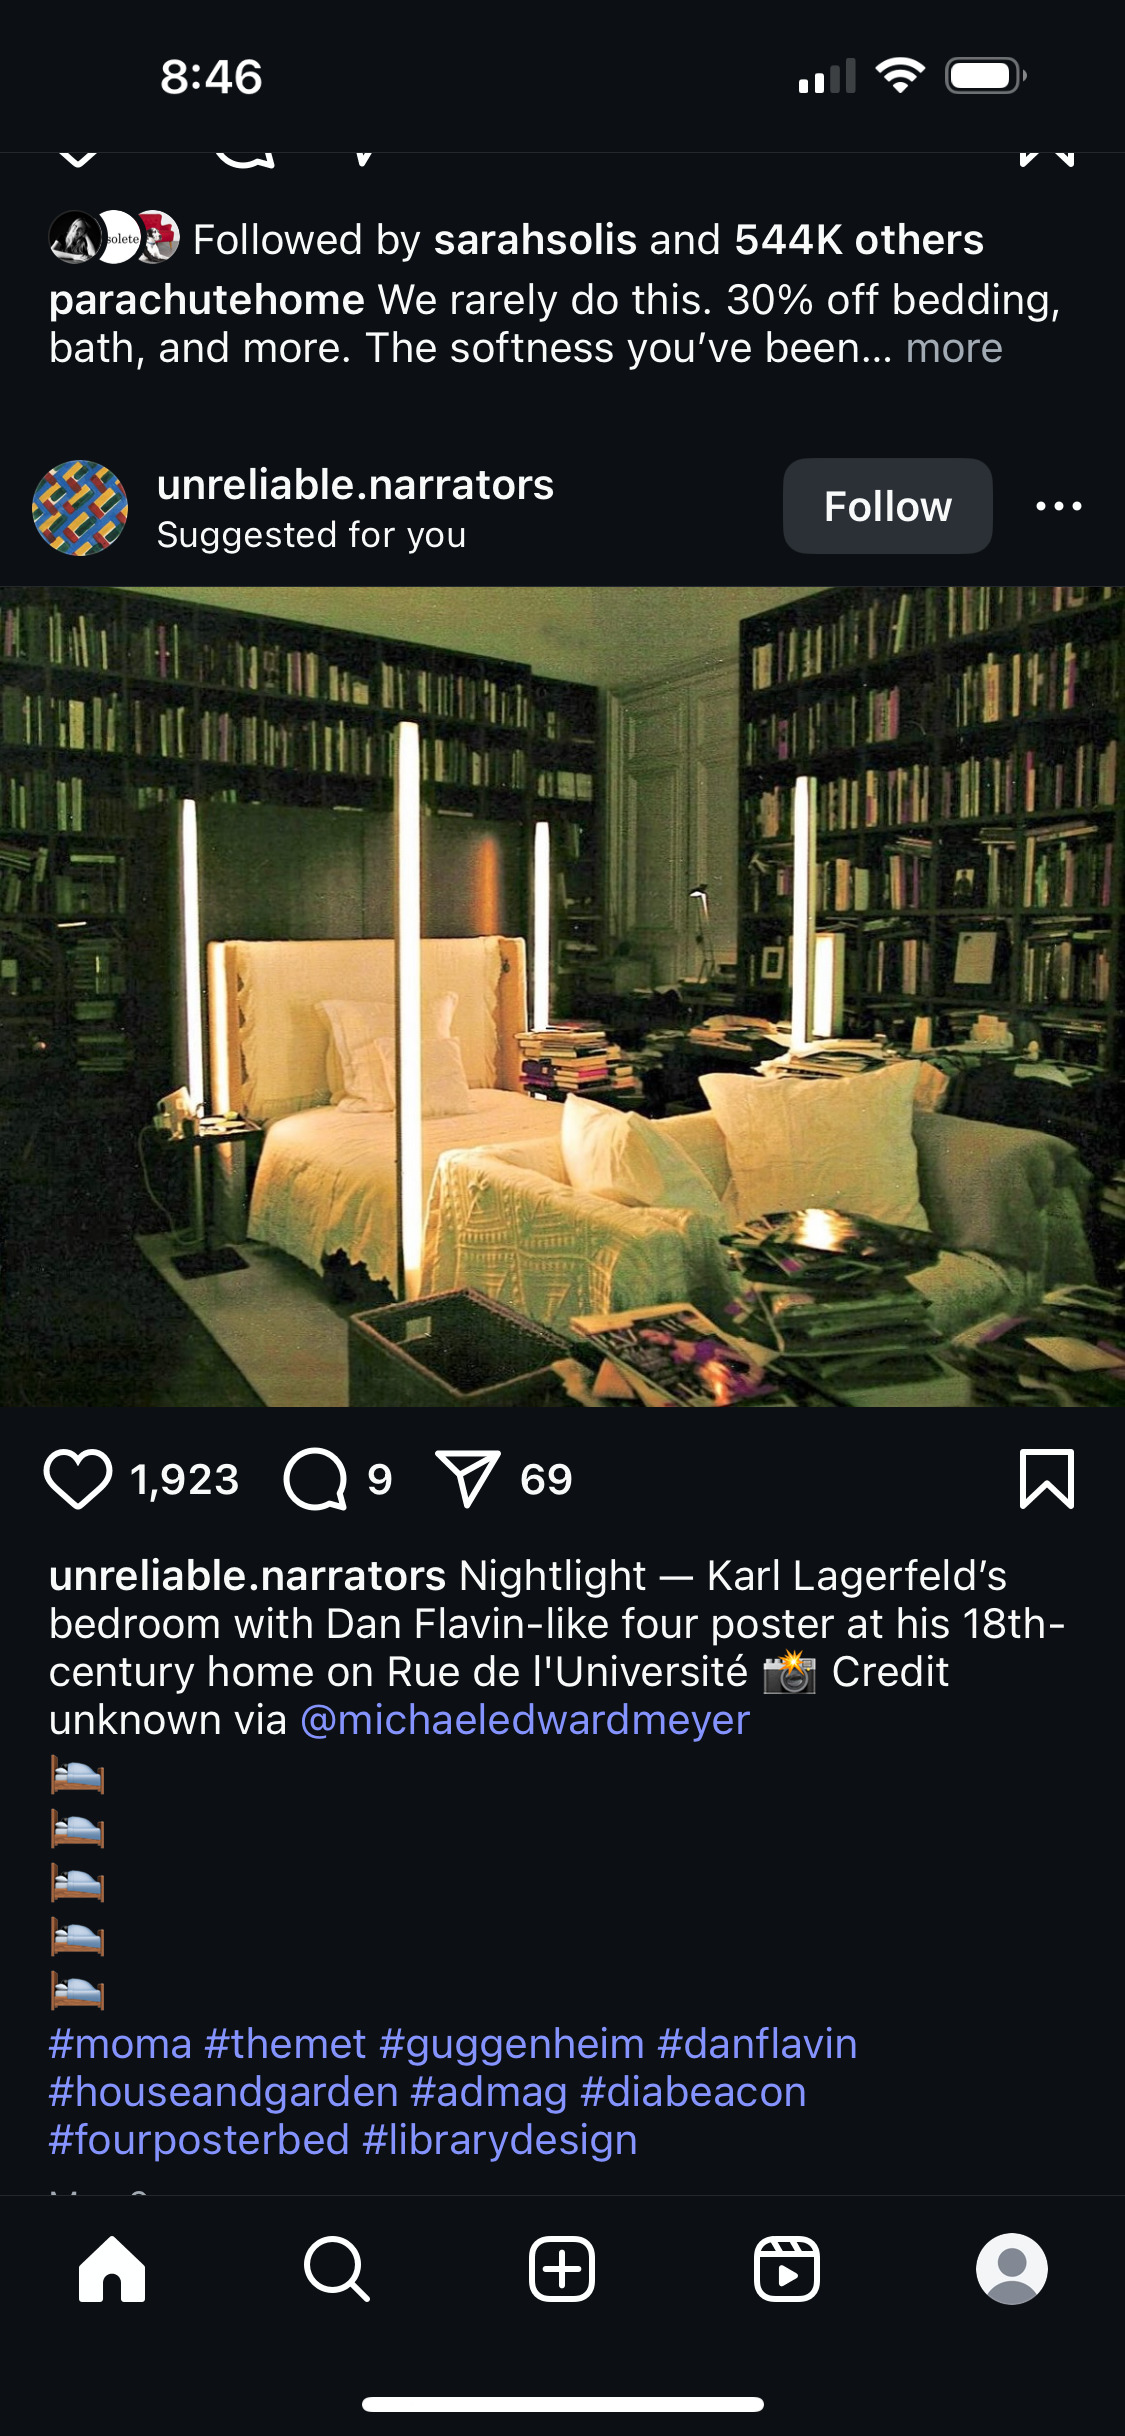 8:46
solete
Followed by sarahsolis and 544K others
parachutehome We rarely do this. 30% off bedding,
bath, and more. The softness you’ve been... more
unreliable.narrators
Suggested for you
Follow
1,923
9
69
unreliable.narrators Nightlight — Karl Lagerfeld’s
bedroom with Dan Flavin-like four poster at his 18th-
century home on Rue de l'Université 📸 Credit
unknown via @michaeledwardmeyer
🛌
🛌
🛌
🛌
🛌
#moma #themet #guggenheim #danflavin
#houseandgarden #admag #diabeacon
#fourposterbed #librarydesign